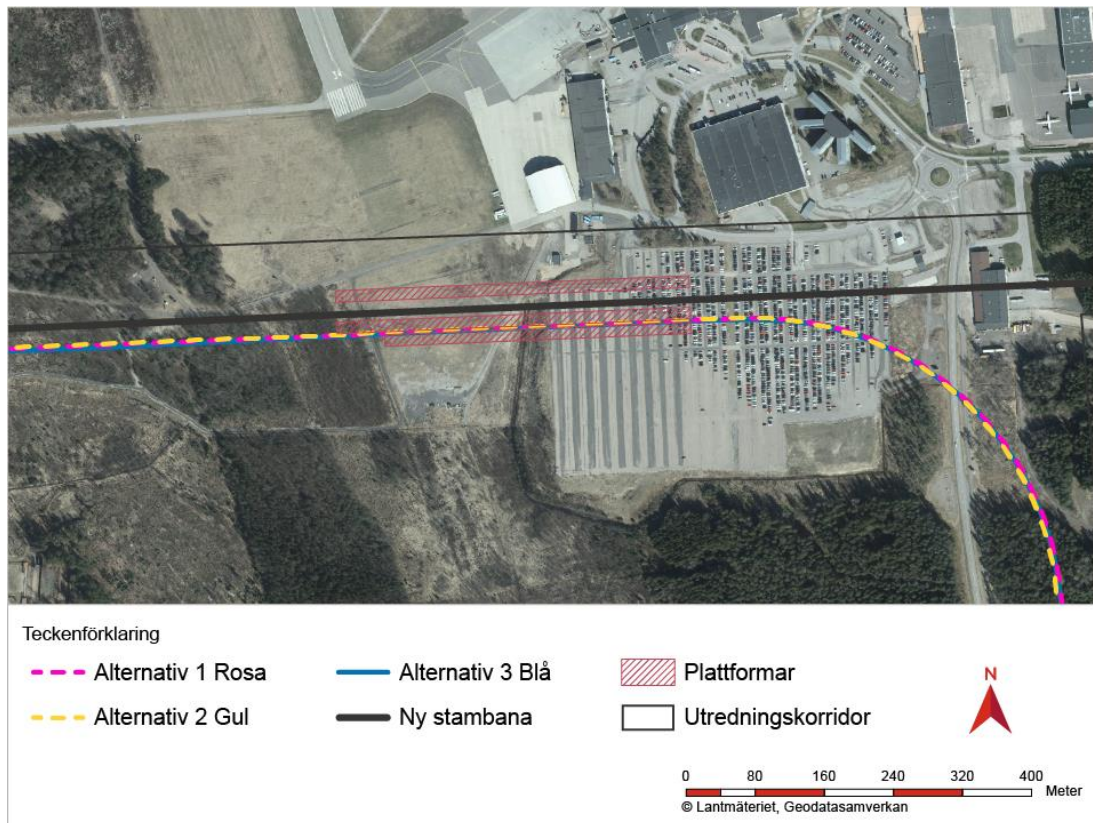 Teckenförklaring
Alternativ 1 Rosa
Alternativ 3 Blå
Plattformar
Alternativ 2 Gul
Ny stambana
Utredningskorridor
N
0 80 160 240 320 400
Meter
© Lantmäteriet, Geodatasamverkan